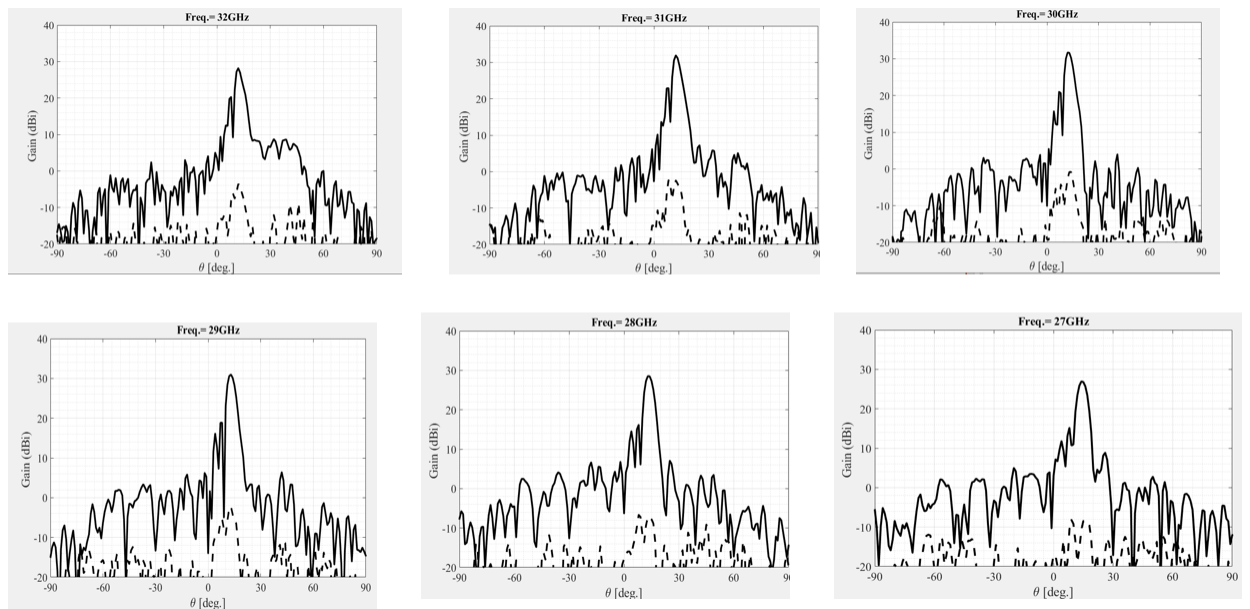 Freq.= 32GHz
40
30
20
10
0
-10
-20
Gain (dBi)
-90 -60 -30 0 30 60 90
θ [deg.]
Freq.= 31GHz
40
30
20
10
0
-10
-20
Gain (dBi)
-90 -60 -30 0 30 60 90
θ [deg.]
Freq.= 30GHz
40
30
20
10
0
-10
-20
Gain (dBi)
-90 -60 -30 0 30 60 90
θ [deg.]
Freq.= 29GHz
40
30
20
10
0
-10
-20
Gain (dBi)
-90 -60 -30 0 30 60 90
θ [deg.]
Freq.= 28GHz
40
30
20
10
0
-10
-20
Gain (dBi)
-90 -60 -30 0 30 60 90
θ [deg.]
Freq.= 27GHz
40
30
20
10
0
-10
-20
Gain (dBi)
-90 -60 -30 0 30 60 90
θ [deg.]